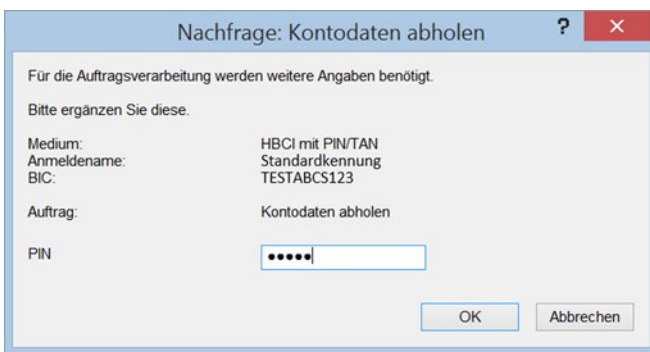 Nachfrage: Kontodaten abholen ?
Für die Auftragsverarbeitung werden weitere Angaben benötigt.
Bitte ergänzen Sie diese.
Medium: HBCI mit PIN/TAN
Anmeldename: Standardkennung
BIC: TESTABCS123
Auftrag: Kontodaten abholen
PIN •••••
OK Abbrechen